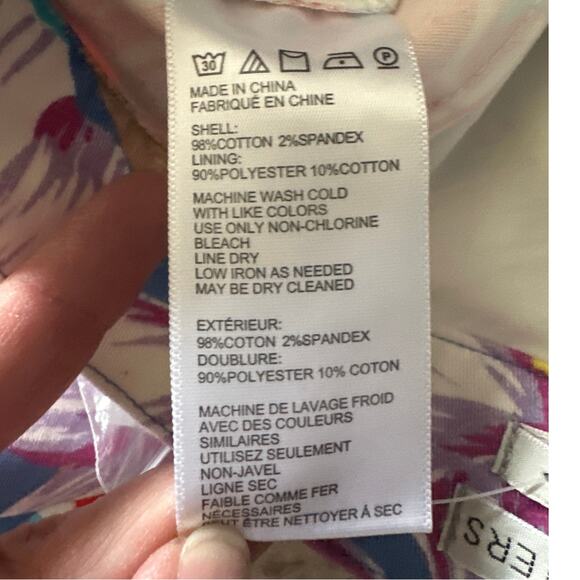 30
P
MADE IN CHINA
FABRIQUÉ EN CHINE
SHELL:
98%COTTON 2%SPANDEX
LINING:
90%POLYESTER 10%COTTON
MACHINE WASH COLD
WITH LIKE COLORS
USE ONLY NON-CHLORINE
BLEACH
LINE DRY
LOW IRON AS NEEDED
MAY BE DRY CLEANED
EXTÉRIEUR:
98%COTON 2%SPANDEX
DOUBLURE:
90%POLYESTER 10% COTON
MACHINE DE LAVAGE FROID
AVEC DES COULEURS
SIMILAIRES
UTILISEZ SEULEMENT
NON-JAVEL
LIGNE SEC
FAIBLE COMME FER
NÉCESSAIRES
PEUT ÊTRE NETTOYER À SEC
ERS